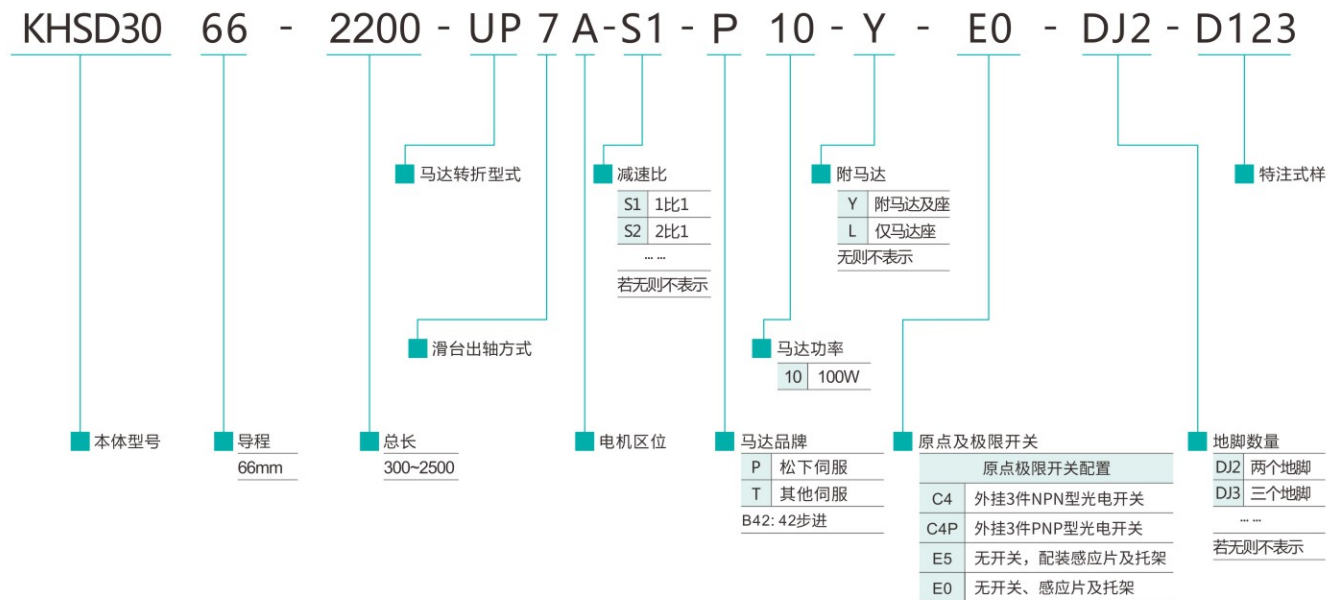 KHSD30 66 - 2200 - UP 7 A - S1 - P 10 - Y - E0 - DJ2 - D123
马达转折型式
减速比
S1 1比1
S2 2比1
... ...
若无则不表示
附马达
Y 附马达及座
L 仅马达座
无则不表示
特注式样
滑台出轴方式
马达功率
10 100W
本体型号
导程
66mm
总长
300~2500
电机区位
马达品牌
P 松下伺服
T 其他伺服
B42: 42步进
原点及极限开关
原点极限开关配置
C4 外挂3件NPN型光电开关
C4P 外挂3件PNP型光电开关
E5 无开关，配装感应片及托架
E0 无开关、感应片及托架
地脚数量
DJ2 两个地脚
DJ3 三个地脚
... ...
若无则不表示